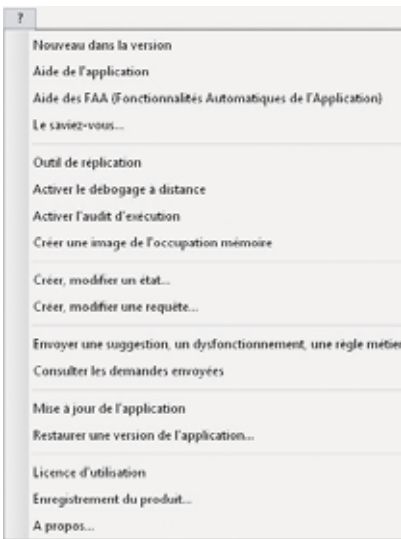 ?
Nouveau dans la version
Aide de l'application
Aide des FAA (Fonctionnalités Automatiques de l'Application)
Le saviez-vous...
Outil de réplication
Activer le débogage à distance
Activer l'audit d'exécution
Créer une image de l'occupation mémoire
Créer, modifier un état...
Créer, modifier une requête...
Envoyer une suggestion, un dysfonctionnement, une règle métier
Consulter les demandes envoyées
Mise à jour de l'application
Restaurer une version de l'application...
Licence d'utilisation
Enregistrement du produit...
A propos...